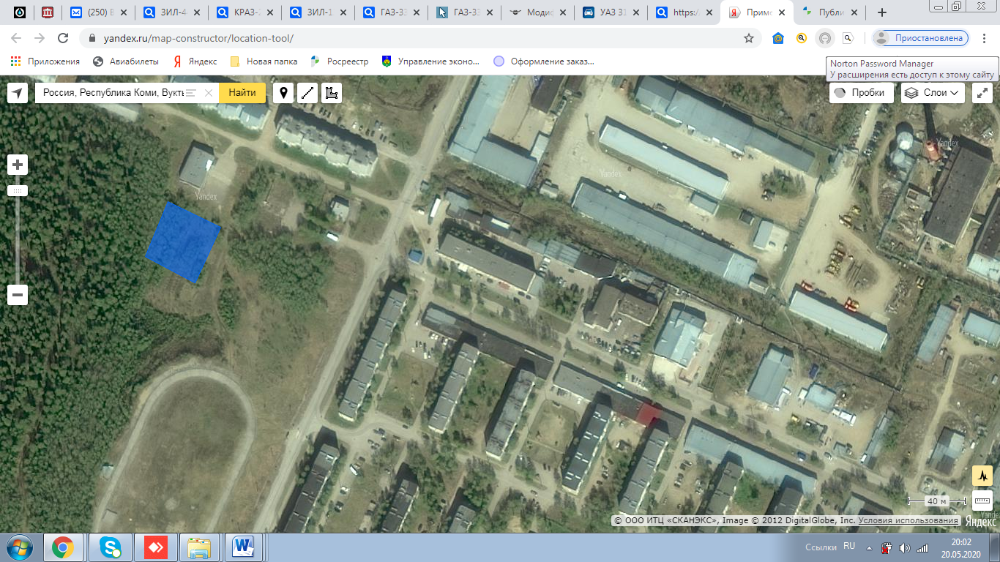 (250) В
ЗИЛ-4
КРАЗ-2
ЗИЛ-1
ГАЗ-33
ГАЗ-33
Модис
УАЗ 31
https:/
Приме
Публи
yandex.ru/map-constructor/location-tool/
Приостановлена
Приложения
Авиабилеты
Яндекс
Новая папка
Росреестр
Управление эконо...
Оформление заказ...
Norton Password Manager
У расширения есть доступ к этому сайту
Россия, Республика Коми, Вукты
Найти
Пробки
Слои
Yandex
Yandex
Yandex
40 м
© ООО ИТЦ «СКАНЭКС», Image © 2012 DigitalGlobe, Inc. Условия использования
Яндекс
Ссылки
RU
20:02
20.05.2020